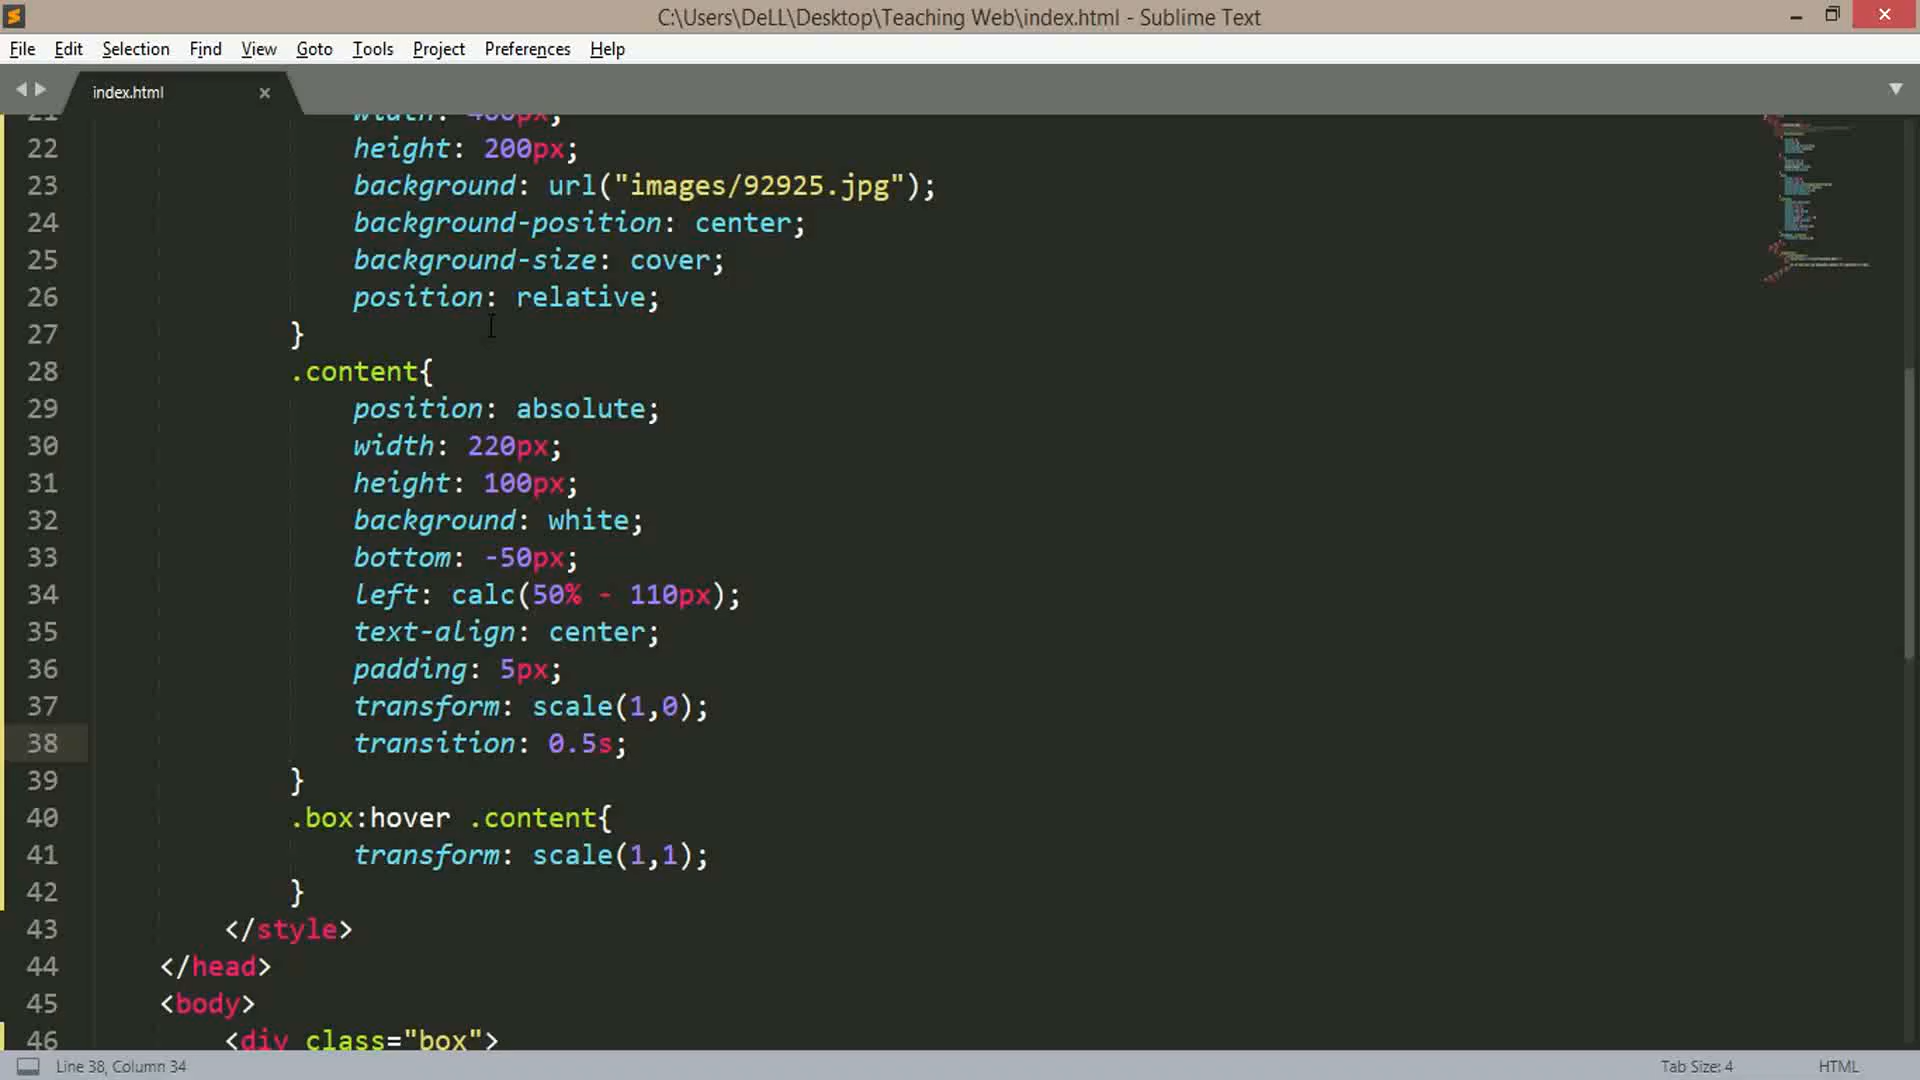 C:\Users\DeLL\Desktop\Teaching Web\index.html - Sublime Text
File Edit Selection Find View Goto Tools Project Preferences Help
index.html ×
21 width: 400px;
22 height: 200px;
23 background: url("images/92925.jpg");
24 background-position: center;
25 background-size: cover;
26 position: relative;
27 }
28 .content{
29 position: absolute;
30 width: 220px;
31 height: 100px;
32 background: white;
33 bottom: -50px;
34 left: calc(50% - 110px);
35 text-align: center;
36 padding: 5px;
37 transform: scale(1,0);
38 transition: 0.5s;
39 }
40 .box:hover .content{
41 transform: scale(1,1);
42 }
43 </style>
44 </head>
45 <body>
46 <div class="box">
Line 38, Column 34
Tab Size: 4
HTML